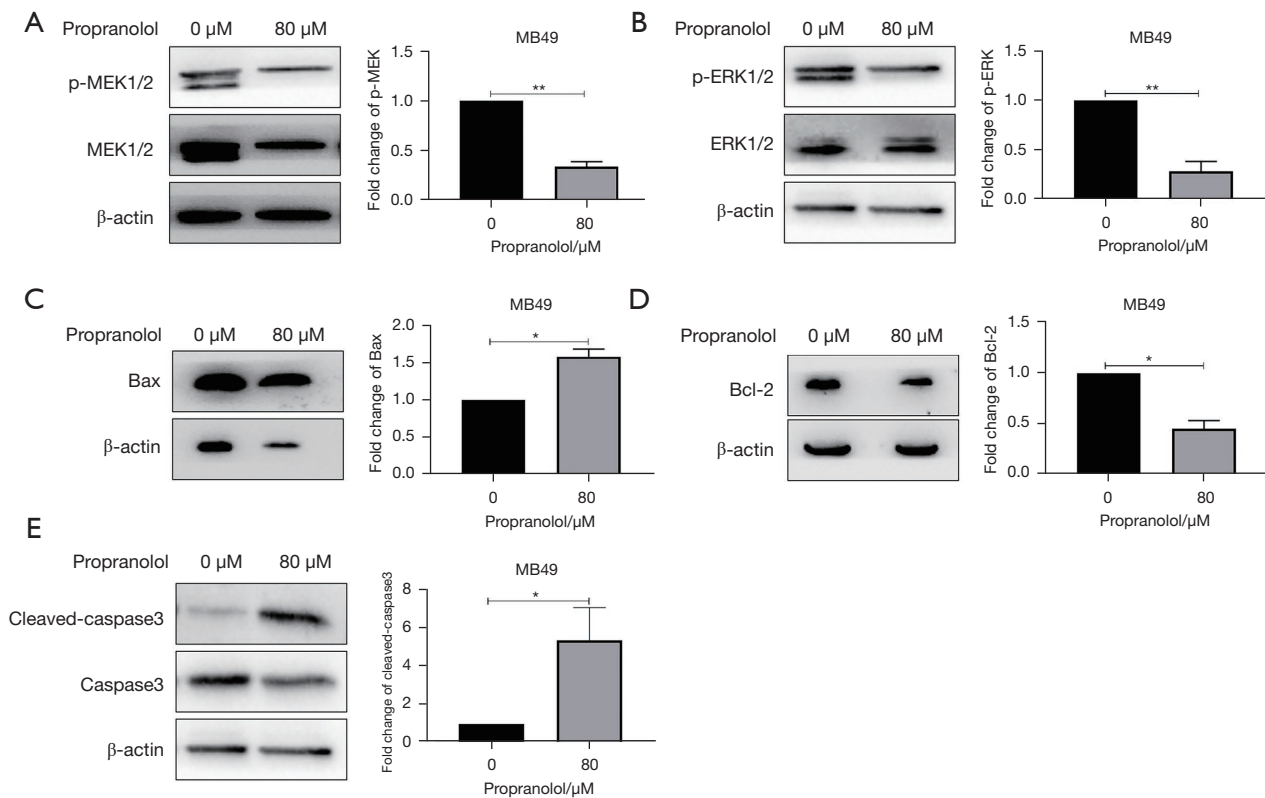 A
Propranolol 0 µM 80 µM
p-MEK1/2
MEK1/2
β-actin
MB49
Fold change of p-MEK
1.5
1.0
0.5
0.0
**
0 80
Propranolol/µM
B
Propranolol 0 µM 80 µM
p-ERK1/2
ERK1/2
β-actin
MB49
Fold change of p-ERK
1.5
1.0
0.5
0.0
**
0 80
Propranolol/µM
C
Propranolol 0 µM 80 µM
Bax
β-actin
MB49
Fold change of Bax
2.0
1.5
1.0
0.5
0.0
*
0 80
Propranolol/µM
D
Propranolol 0 µM 80 µM
Bcl-2
β-actin
MB49
Fold change of Bcl-2
1.5
1.0
0.5
0.0
*
0 80
Propranolol/µM
E
Propranolol 0 µM 80 µM
Cleaved-caspase3
Caspase3
β-actin
MB49
Fold change of cleaved-caspase3
8
6
4
2
0
*
0 80
Propranolol/µM